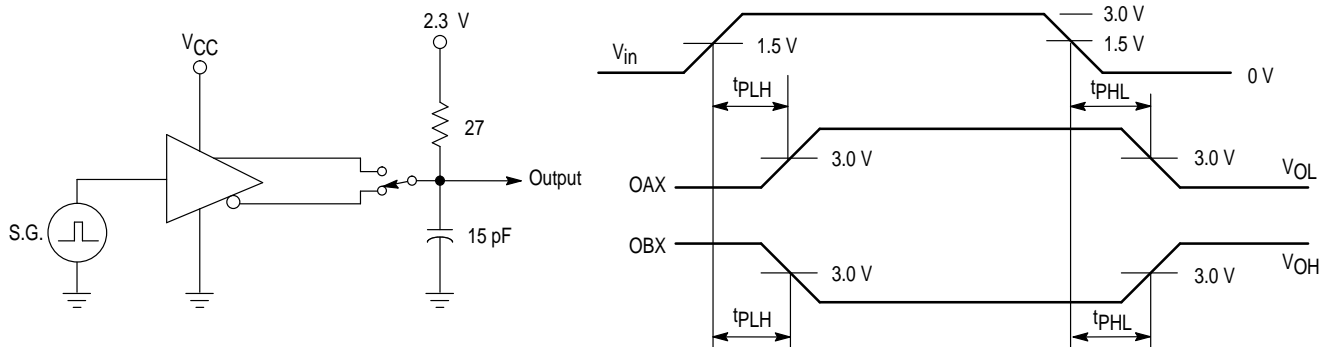 2.3 V
VCC
27
Output
15 pF
S.G.
Vin
1.5 V
3.0 V
1.5 V
0 V
tPLH
tPHL
OAX
3.0 V
3.0 V
VOL
OBX
3.0 V
3.0 V
VOH
tPLH
tPHL